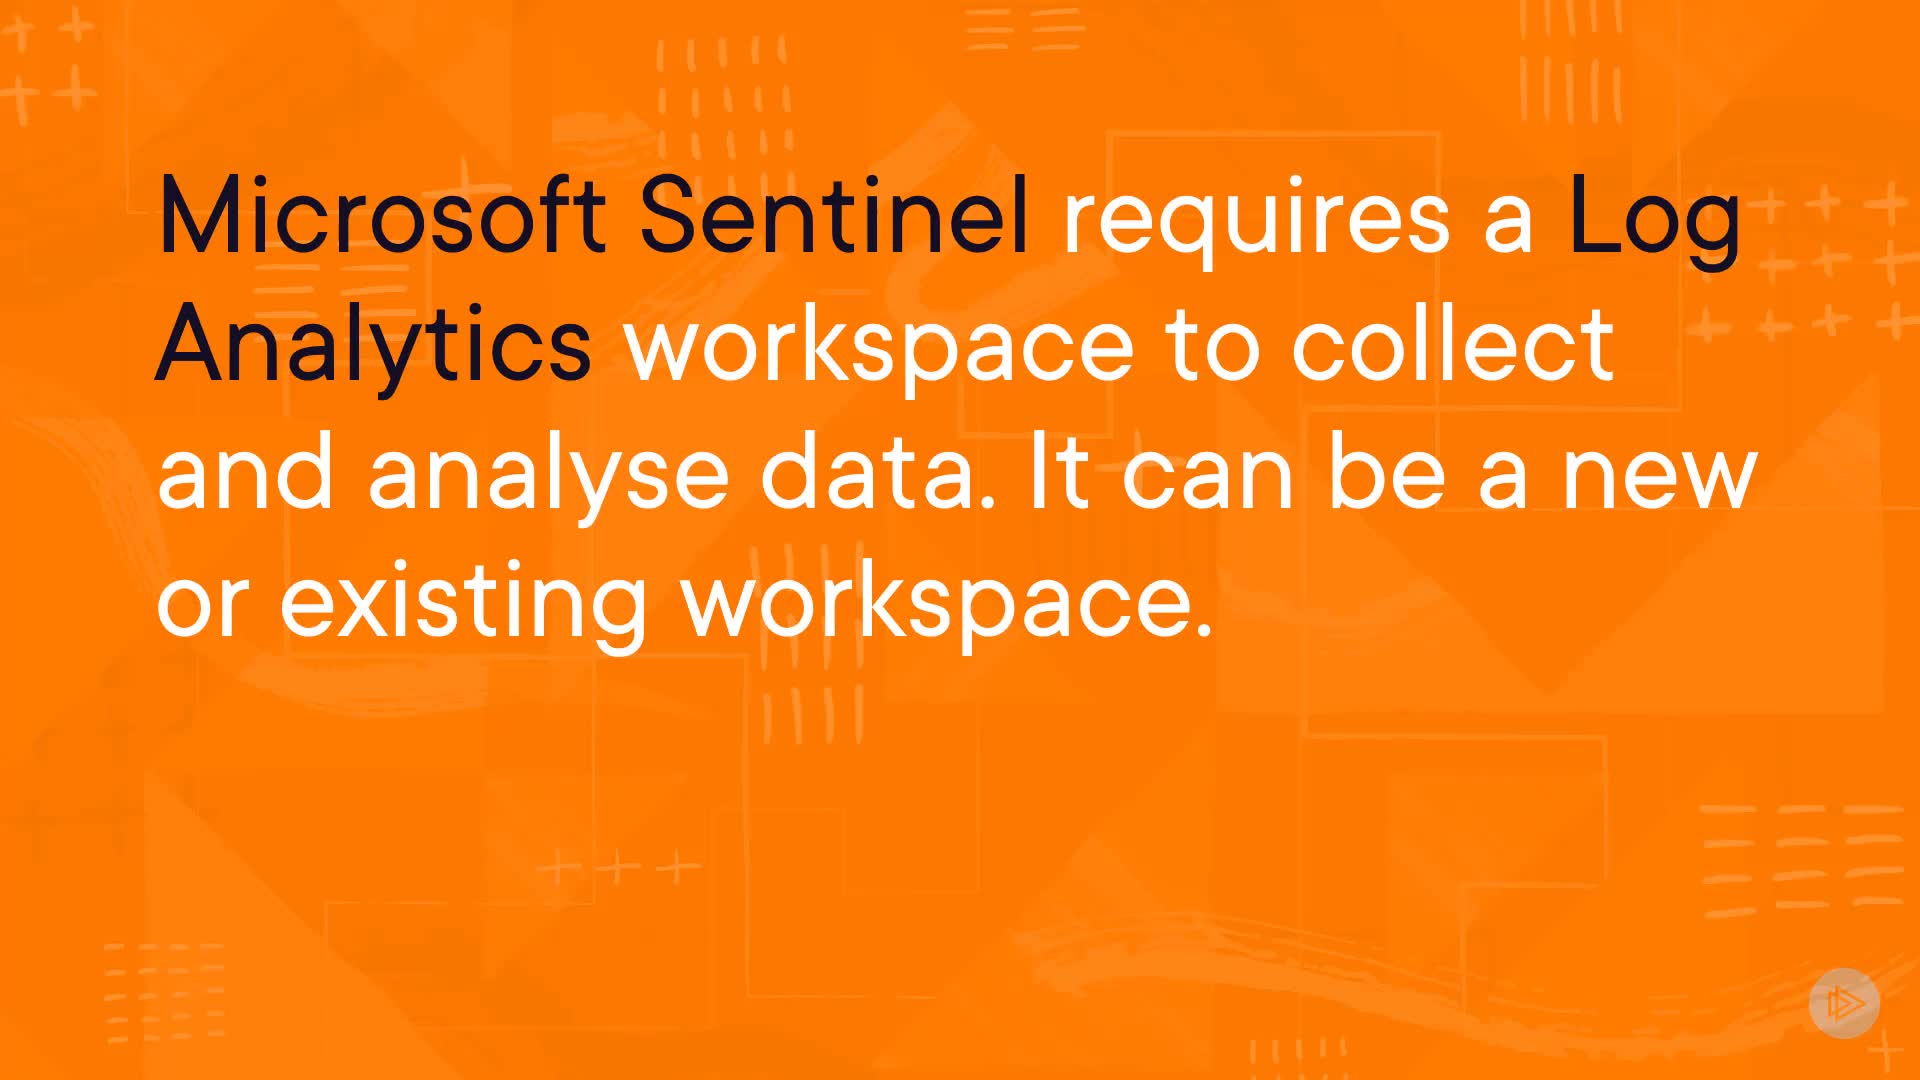 Microsoft Sentinel requires a Log
Analytics workspace to collect
and analyse data. It can be a new
or existing workspace.